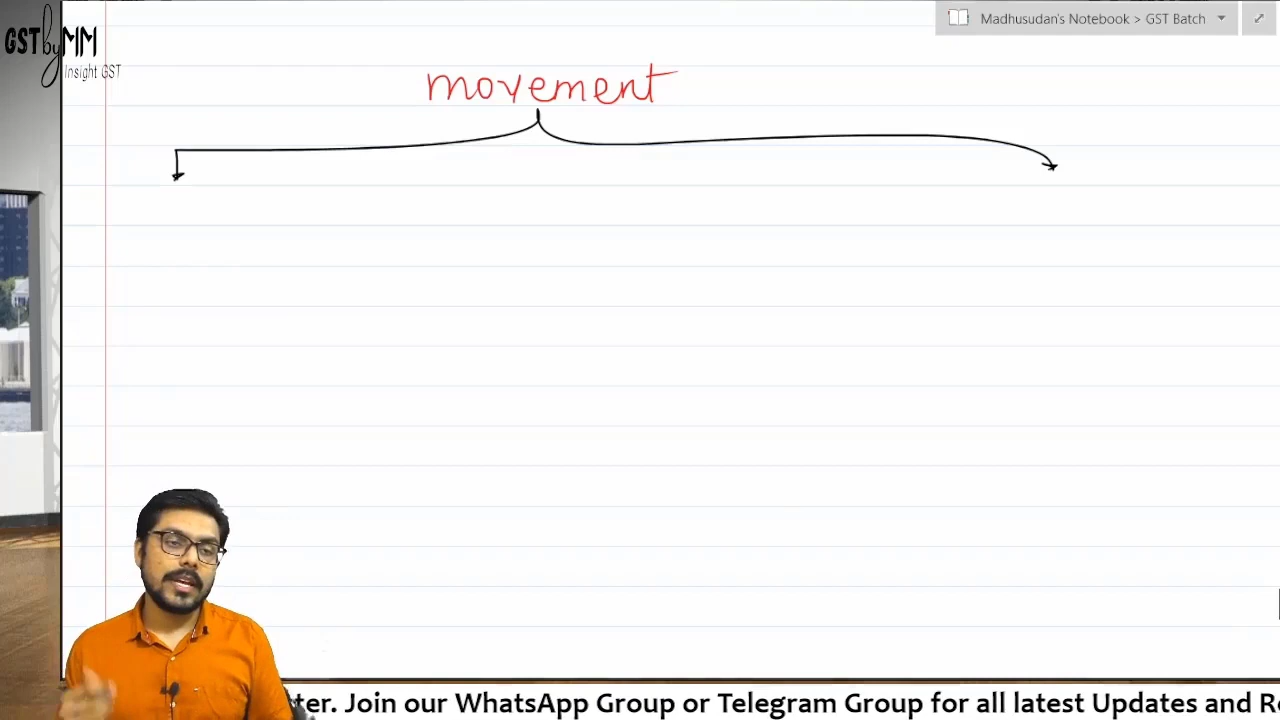 GST by MM
Insight GST
Madhusudan's Notebook > GST Batch
movement
ter. Join our WhatsApp Group or Telegram Group for all latest Updates and Re